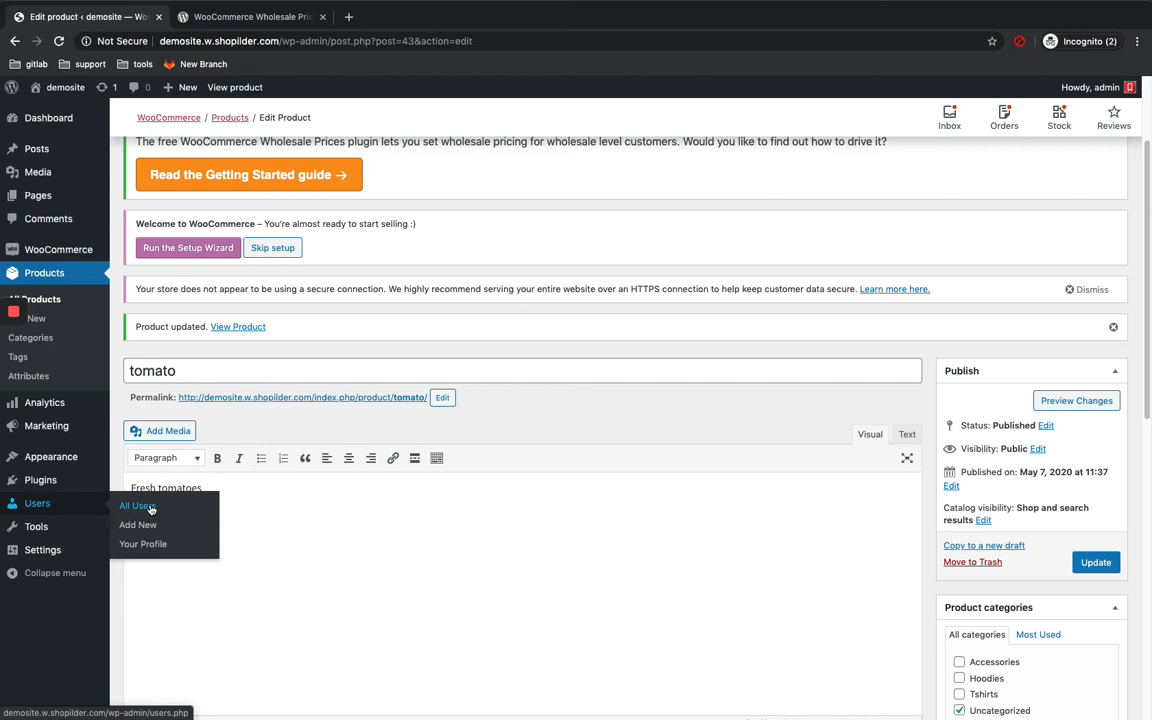 Edit product ‹ demosite — Wo
WooCommerce Wholesale Pri
Not Secure | demosite.w.shopilder.com/wp-admin/post.php?post=43&action=edit
Incognito (2)
gitlab support tools New Branch
demosite 1 0 New View product
Howdy, admin
WooCommerce / Products / Edit Product
Inbox Orders Stock Reviews
Dashboard
Posts
Media
Pages
Comments
WooCommerce
Products
Products
New
Categories
Tags
Attributes
Analytics
Marketing
Appearance
Plugins
Users
Tools
Settings
Collapse menu
All Users
Add New
Your Profile
The free WooCommerce Wholesale Prices plugin lets you set wholesale pricing for wholesale level customers. Would you like to find out how to drive it?
Read the Getting Started guide →
Welcome to WooCommerce – You're almost ready to start selling :)
Run the Setup Wizard Skip setup
Your store does not appear to be using a secure connection. We highly recommend serving your entire website over an HTTPS connection to help keep customer data secure. Learn more here.
Dismiss
Product updated. View Product
tomato
Permalink: http://demosite.w.shopilder.com/index.php/product/tomato/ Edit
Add Media
Visual Text
Paragraph B I
Fresh tomatoes
Publish
Preview Changes
Status: Published Edit
Visibility: Public Edit
Published on: May 7, 2020 at 11:37
Edit
Catalog visibility: Shop and search
results Edit
Copy to a new draft
Move to Trash
Update
Product categories
All categories Most Used
Accessories
Hoodies
Tshirts
Uncategorized
demosite.w.shopilder.com/wp-admin/users.php